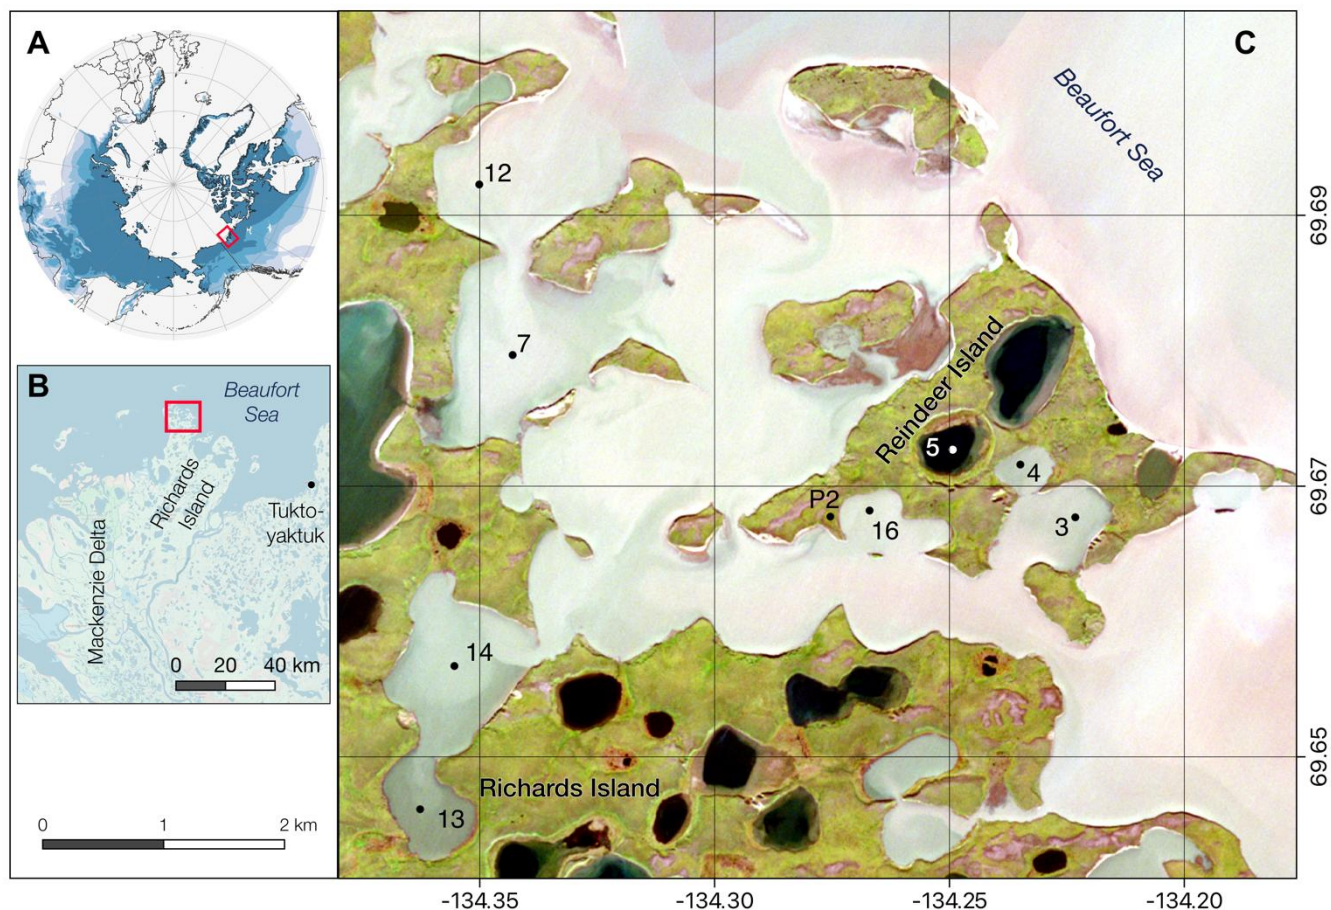 A
B
Beaufort
Sea
Richards
Island
Mackenzie Delta
Tukto-
yaktuk
0 20 40 km
0 1 2 km
C
Beaufort Sea
12
7
Reindeer Island
5
4
P2
16
3
14
Richards Island
13
69.69
69.67
69.65
-134.35 -134.30 -134.25 -134.20